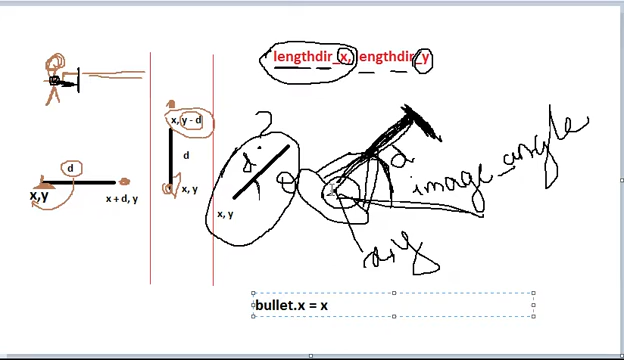 lengthdir_x, lengthdir_y
x, y - d
d
d
x, y
x,y
x + d, y
?
d
x, y
θ
d
image_angle
x,y
bullet.x = x